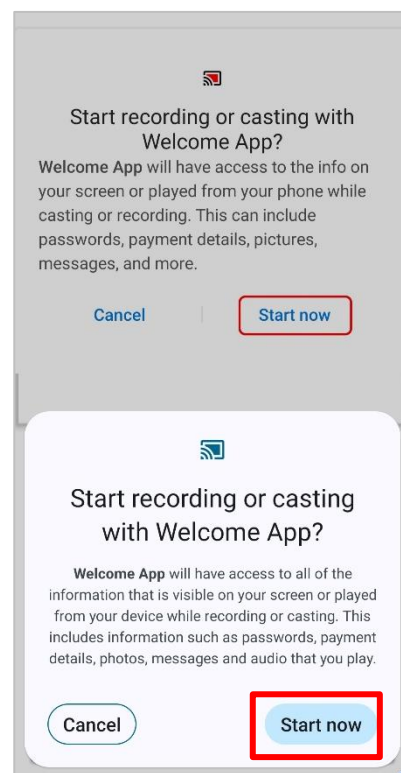 Start recording or casting with
Welcome App?
Welcome App will have access to the info on
your screen or played from your phone while
casting or recording. This can include
passwords, payment details, pictures,
messages, and more.
Cancel Start now
Start recording or casting
with Welcome App?
Welcome App will have access to all of the
information that is visible on your screen or played
from your device while recording or casting. This
includes information such as passwords, payment
details, photos, messages and audio that you play.
Cancel Start now